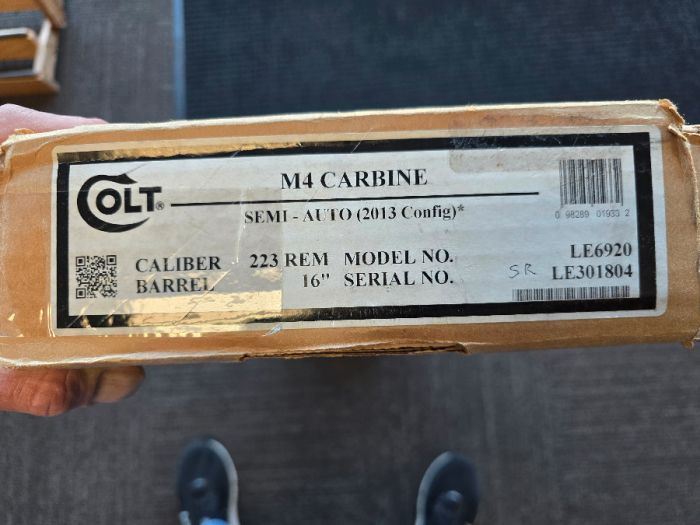 COLT®
M4 CARBINE
SEMI - AUTO (2013 Config)*
0 98289 01933 2
CALIBER 223 REM MODEL NO. LE6920
BARREL 16" SERIAL NO. SR LE301804